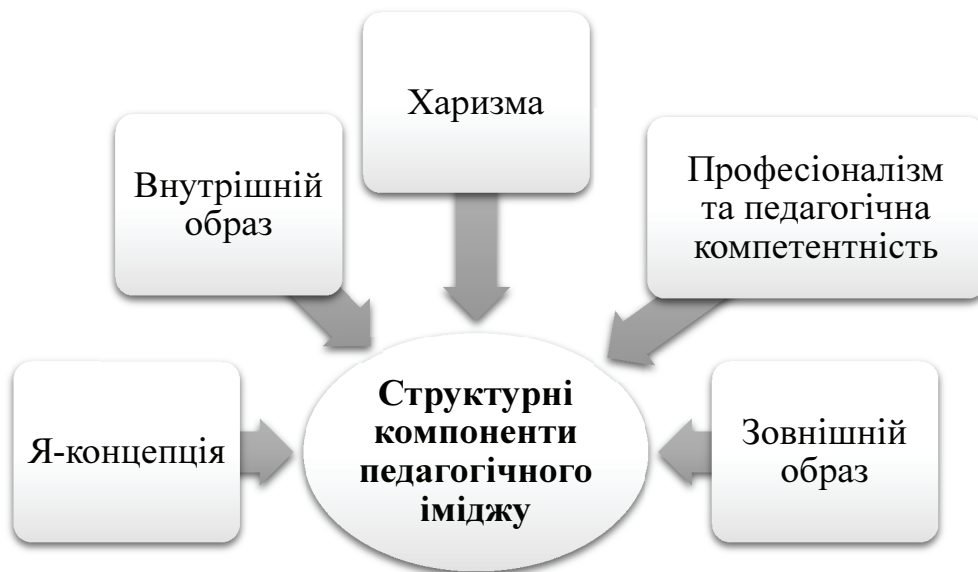 Харизма
Внутрішній
образ
Професіоналізм
та педагогічна
компетентність
Я-концепція
Структурні
компоненти
педагогічного
іміджу
Зовнішній
образ